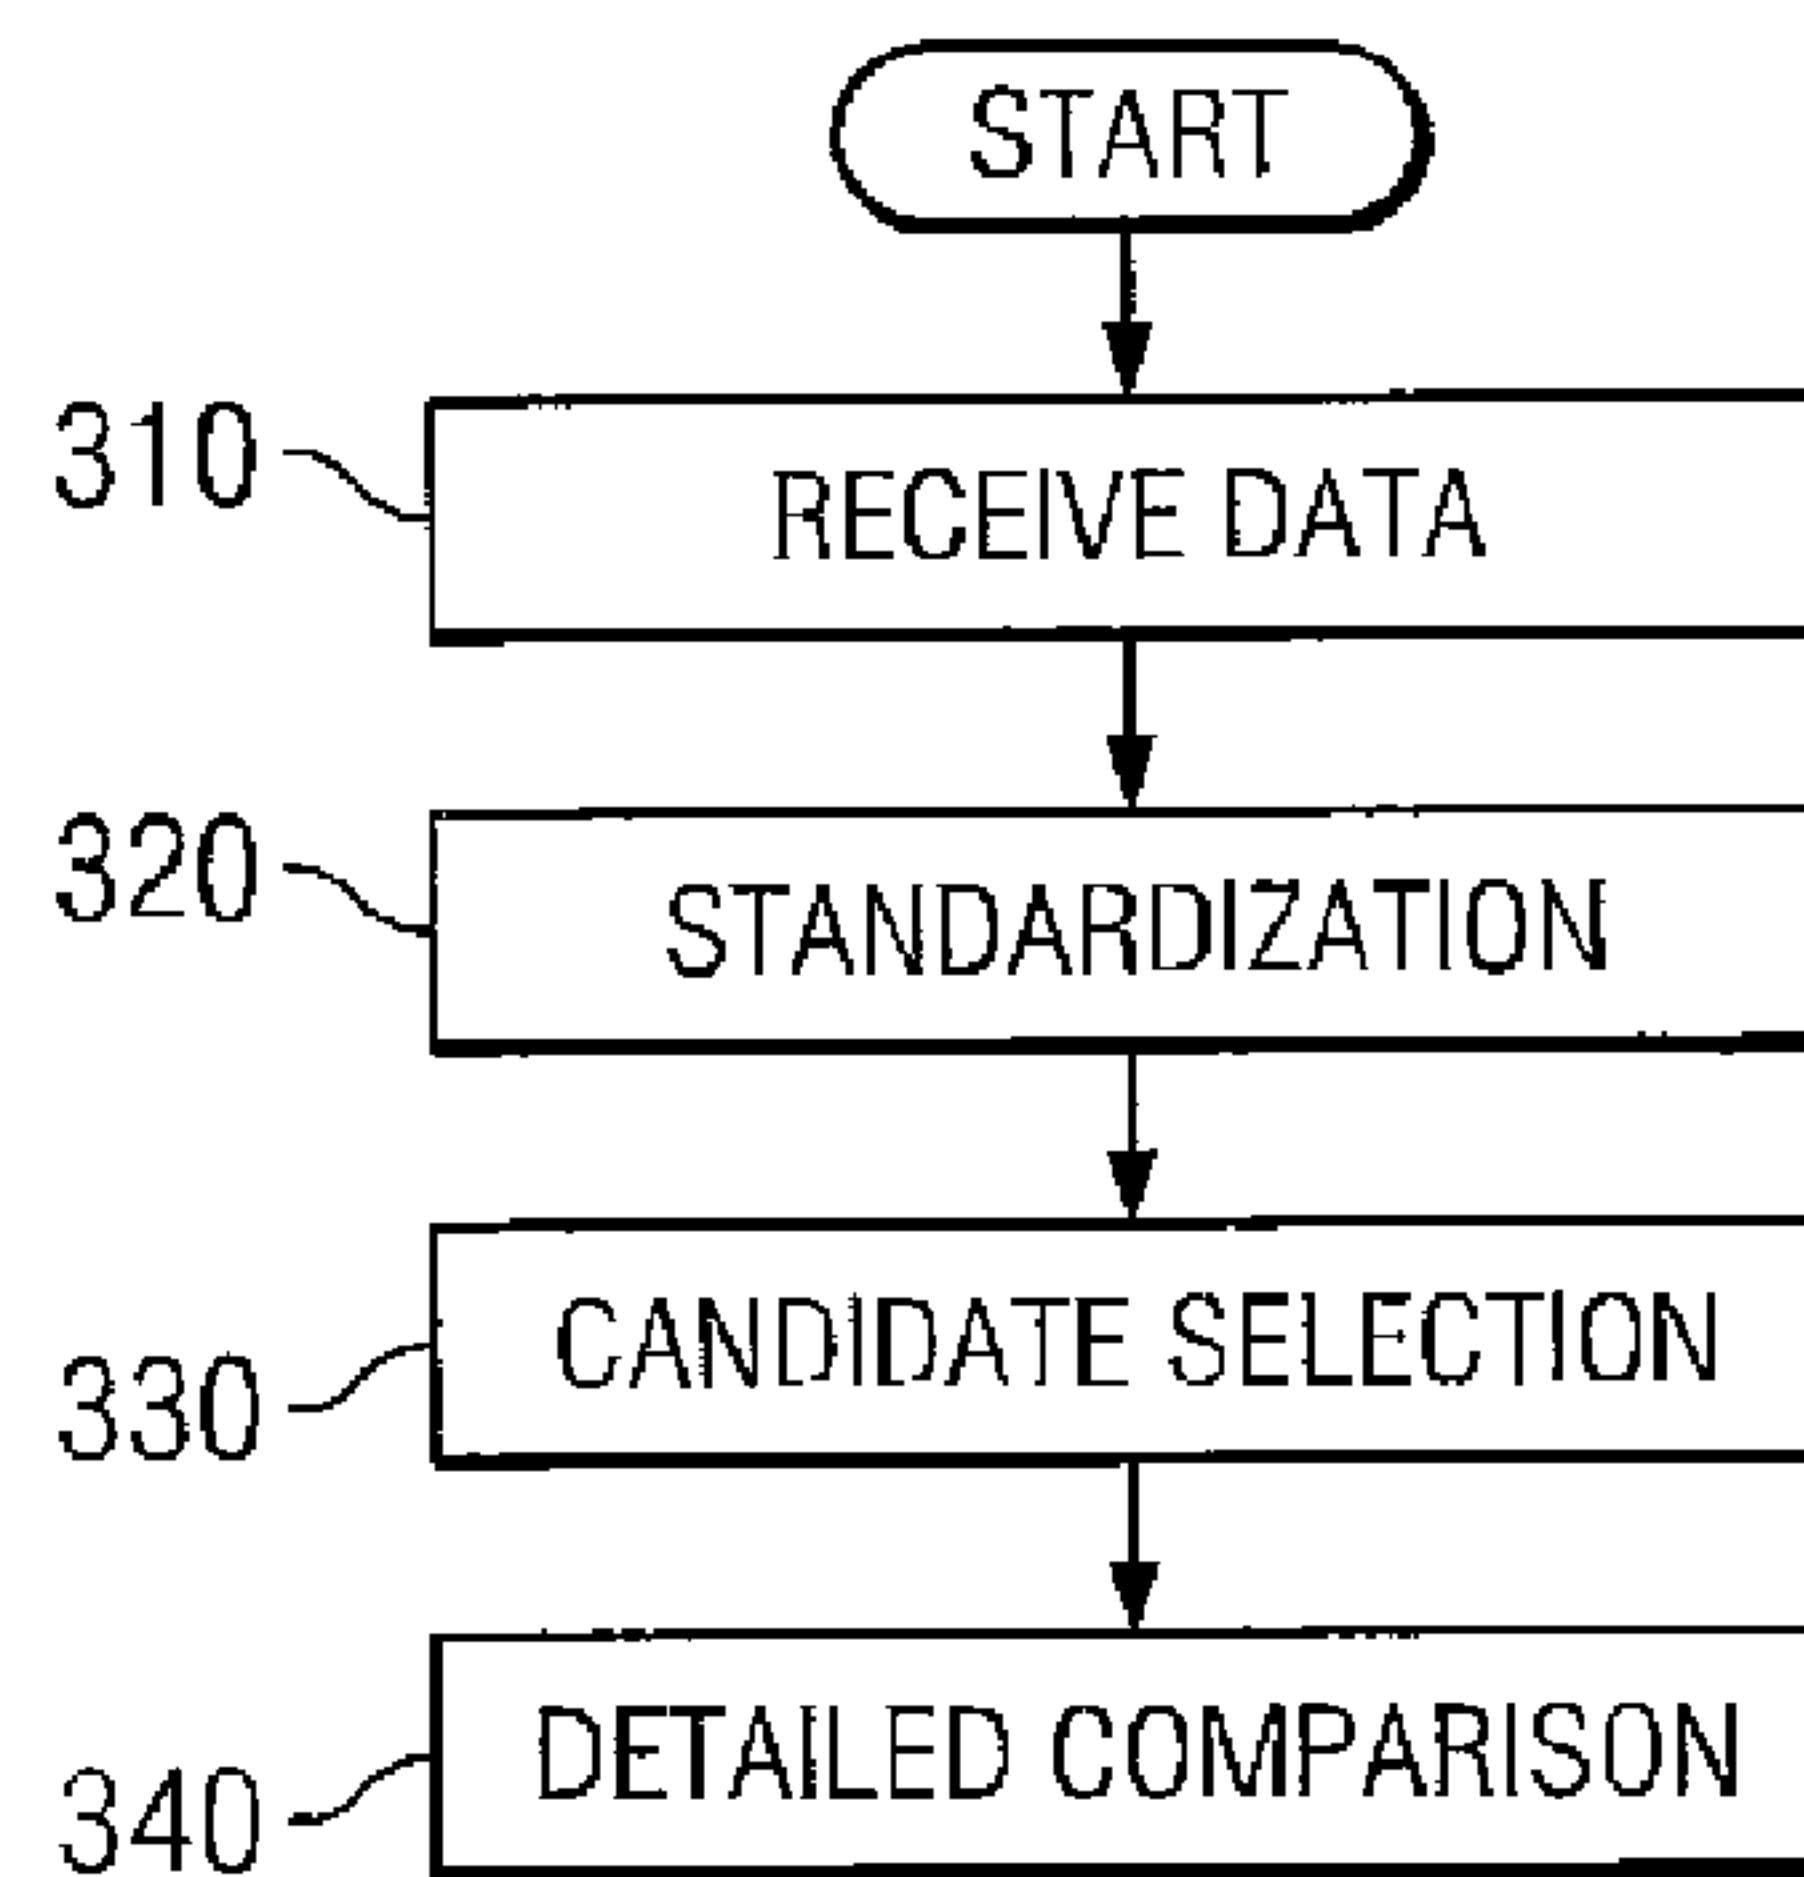 START
310
RECEIVE DATA
320
STANDARDIZATION
330
CANDIDATE SELECTION
340
DETAILED COMPARISON